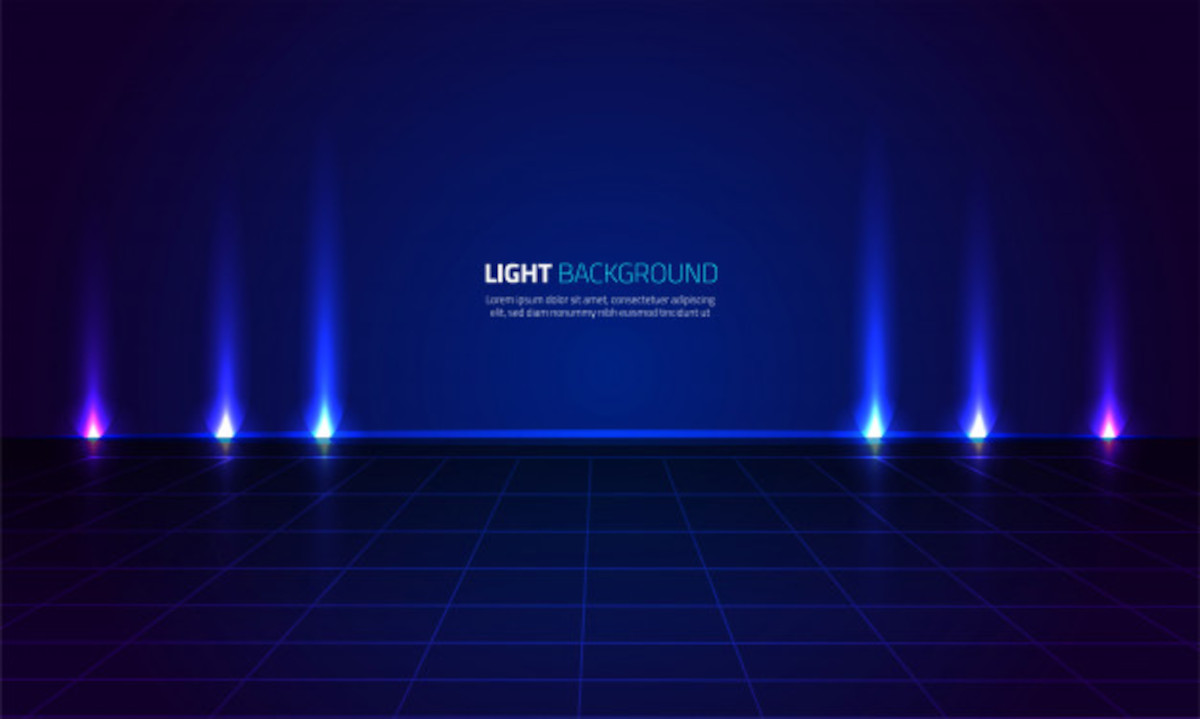 LIGHT BACKGROUND
Lorem ipsum dolor sit amet, consectetuer adipiscing
elit, sed diam nonummy nibh euismod tincidunt ut